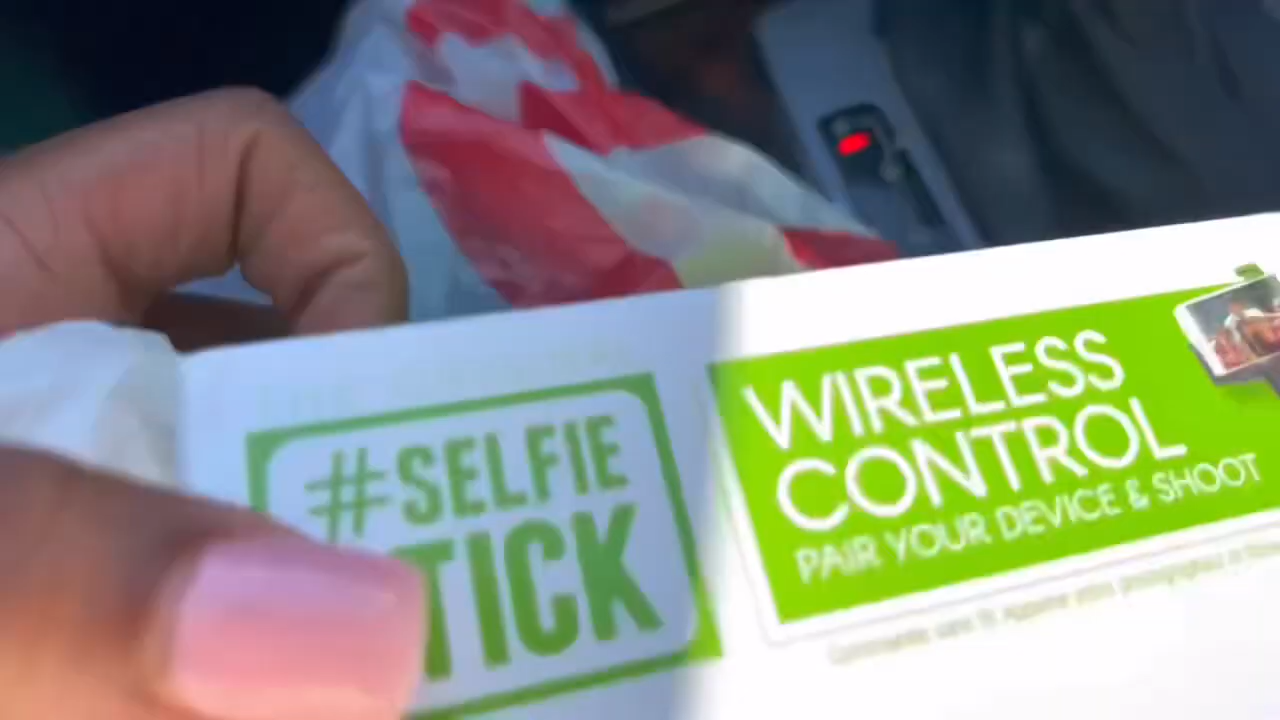 #SELFIE
TICK
WIRELESS
CONTROL
PAIR YOUR DEVICE & SHOOT